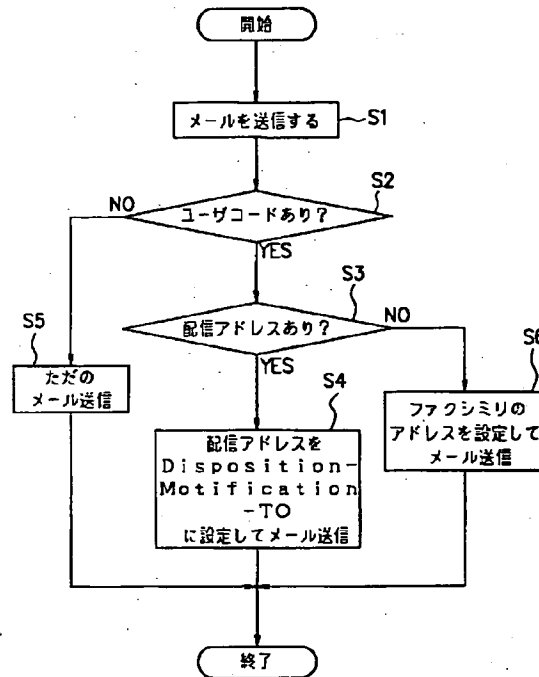 開始
メールを送信する
S1
S2
NO
ユーザコードあり？
YES
S3
配信アドレスあり？
NO
YES
S5
ただの
メール送信
S4
配信アドレスを
Disposition-
Motification
-TO
に設定してメール送信
S6
ファクシミリの
アドレスを設定して
メール送信
終了